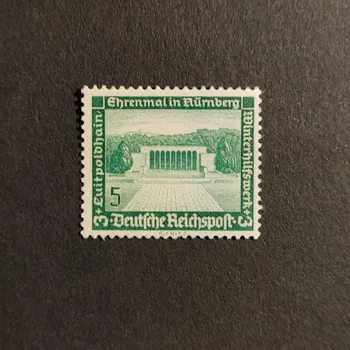 Ehrenmal in Nürnberg
Luitpoldhain
Winterhilfswerk
5
3 + Deutsche Reichspost + 3